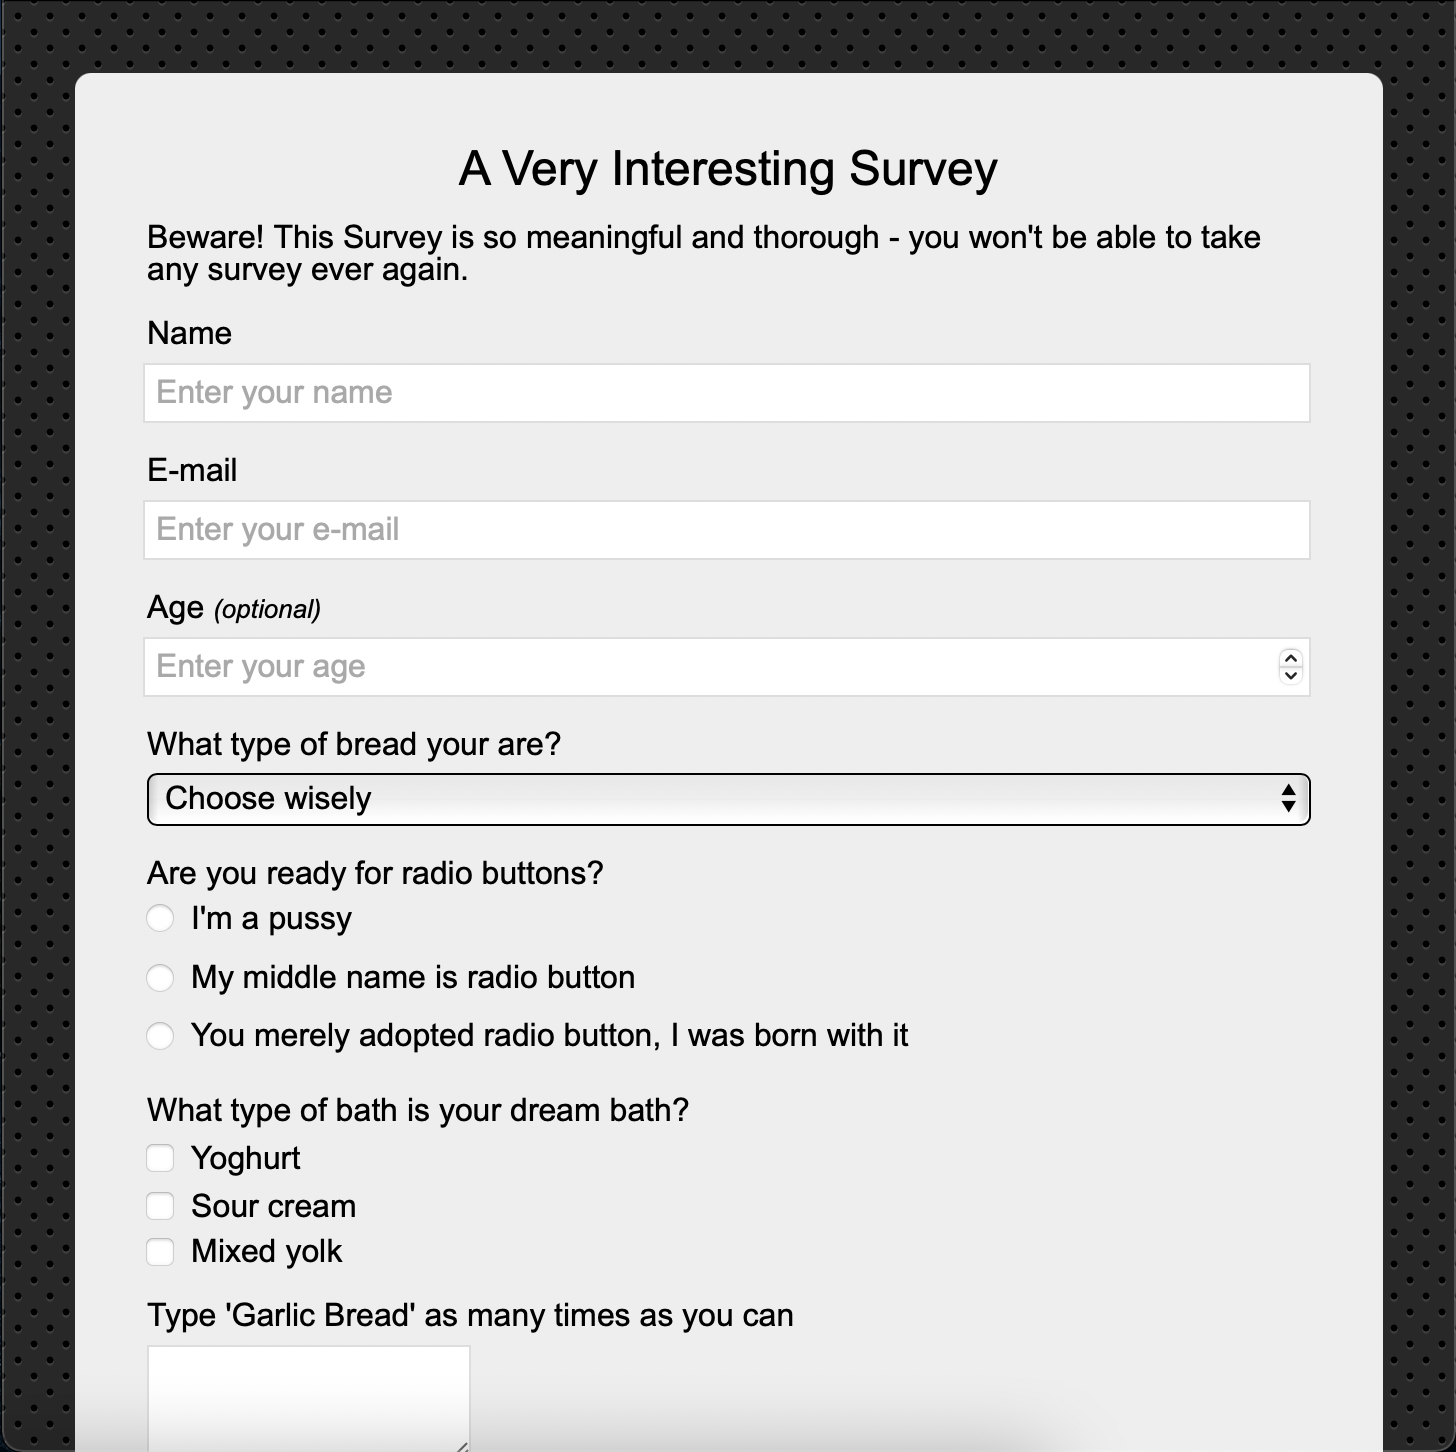 A Very Interesting Survey
Beware! This Survey is so meaningful and thorough - you won't be able to take
any survey ever again.
Name
Enter your name
E-mail
Enter your e-mail
Age (optional)
Enter your age
What type of bread your are?
Choose wisely
Are you ready for radio buttons?
I'm a pussy
My middle name is radio button
You merely adopted radio button, I was born with it
What type of bath is your dream bath?
Yoghurt
Sour cream
Mixed yolk
Type 'Garlic Bread' as many times as you can